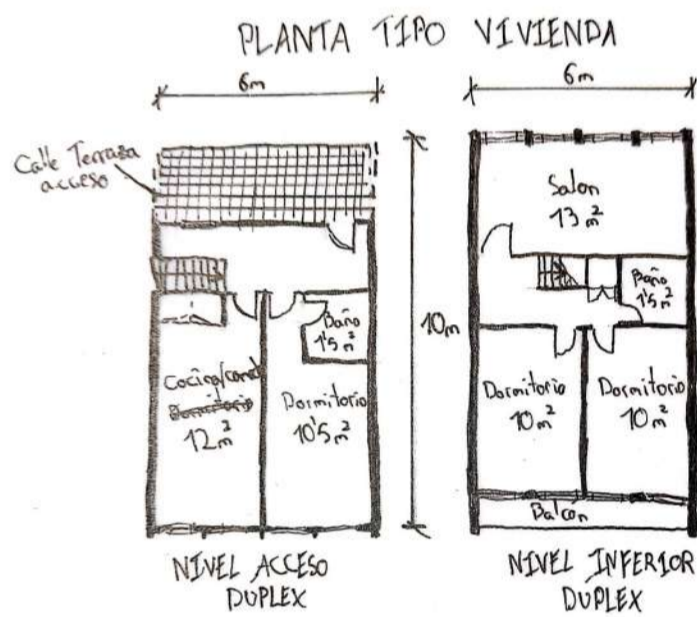 PLANTA TIPO VIVIENDA
6m
6m
Calle Terraza
acceso
10m
Baño
1'5 m²
Cocina/comed
Dormitorio
12 m²
Dormitorio
10'5 m²
NIVEL ACCESO
DUPLEX
Salon
13 m²
Baño
1'5 m²
Dormitorio
10 m²
Dormitorio
10 m²
Balcón
NIVEL INFERIOR
DUPLEX